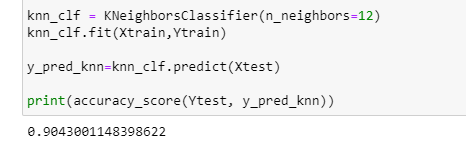 knn_clf = KNeighborsClassifier(n_neighbors=12)
knn_clf.fit(Xtrain,Ytrain)
y_pred_knn=knn_clf.predict(Xtest)
print(accuracy_score(Ytest, y_pred_knn))
0.9043001148398622